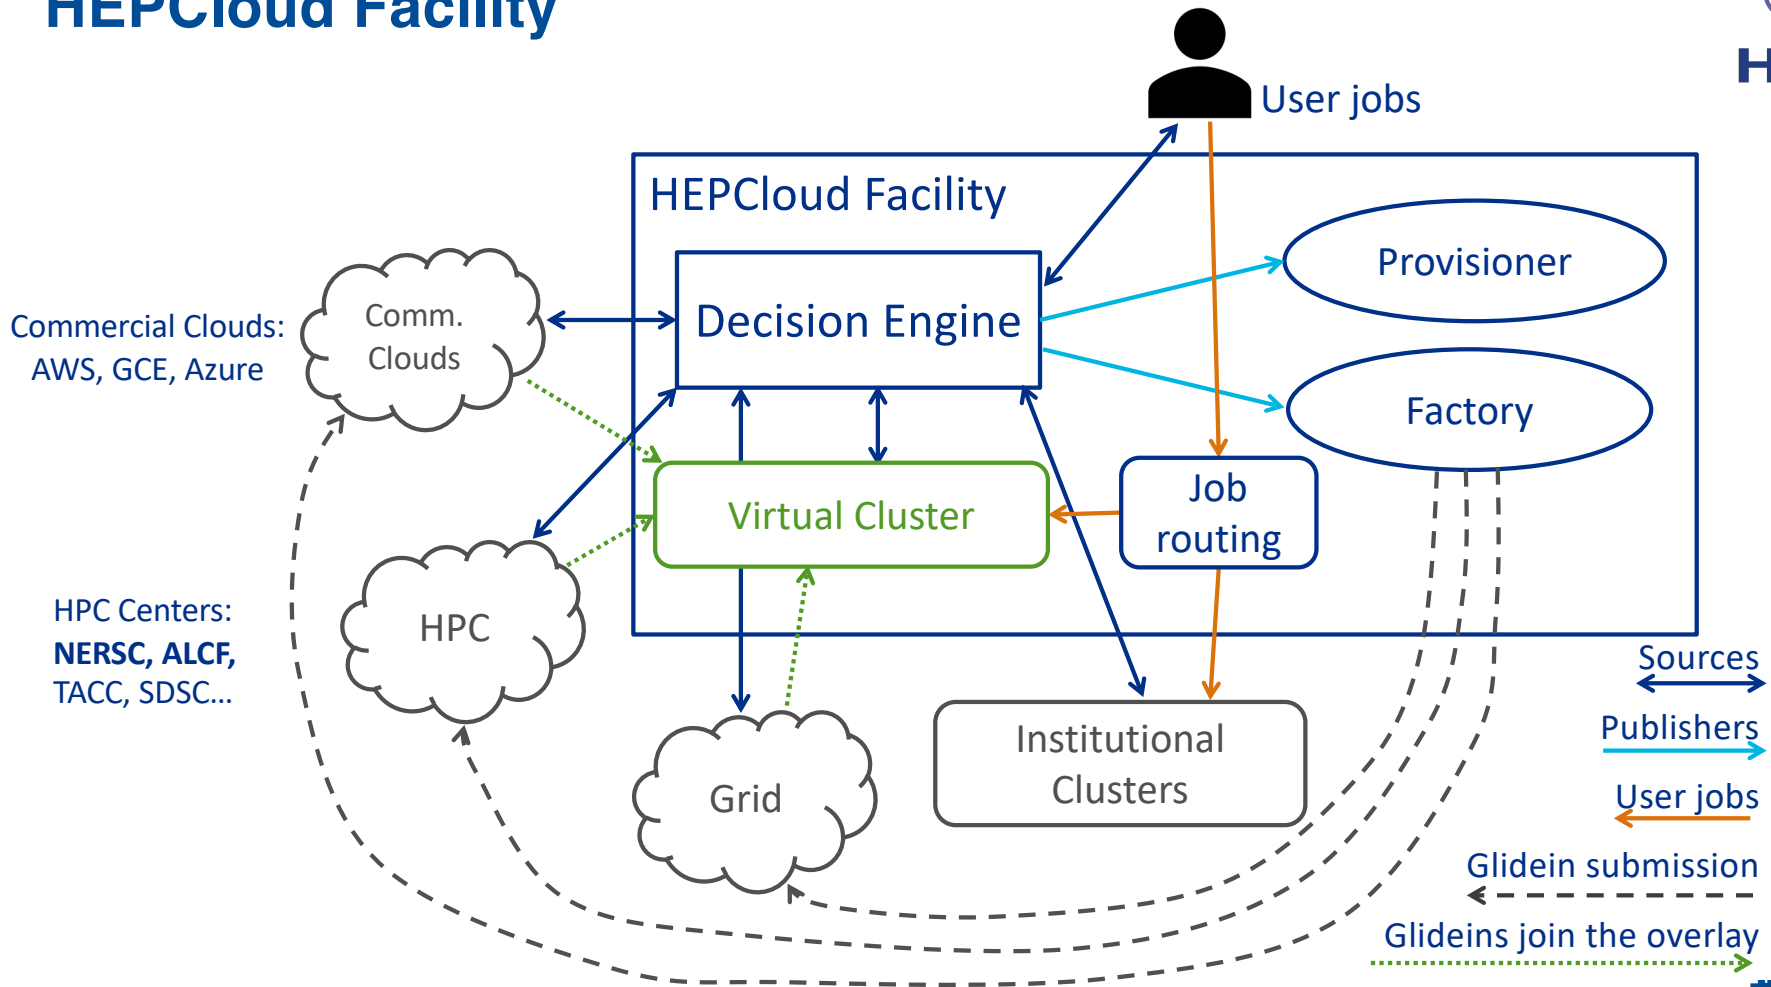 HEPCloud Facility
H
User jobs
HEPCloud Facility
Provisioner
Decision Engine
Comm.
Clouds
Commercial Clouds:
AWS, GCE, Azure
Factory
Job
routing
Virtual Cluster
HPC
HPC Centers:
NERSC, ALCF,
TACC, SDSC...
Grid
Institutional
Clusters
Sources
Publishers
User jobs
Glidein submission
Glideins join the overlay